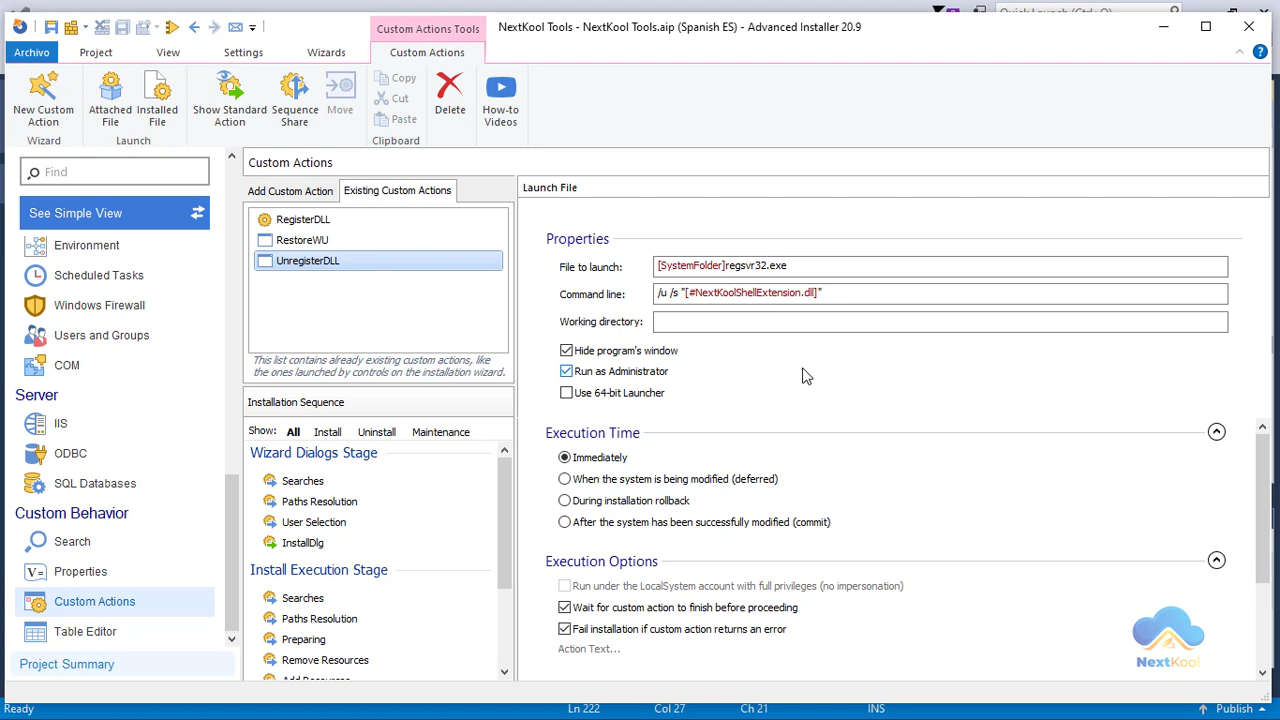 NextKool Tools - NextKool Tools.aip (Spanish ES) - Advanced Installer 20.9
Custom Actions Tools
Archivo
Project
View
Settings
Wizards
Custom Actions
New Custom
Action
Wizard
Attached
File
Installed
File
Launch
Show Standard
Action
Sequence
Share
Move
Copy
Cut
Paste
Clipboard
Delete
How-to
Videos
Find
See Simple View
Environment
Scheduled Tasks
Windows Firewall
Users and Groups
COM
Server
IIS
ODBC
SQL Databases
Custom Behavior
Search
Properties
Custom Actions
Table Editor
Project Summary
Custom Actions
Add Custom Action
Existing Custom Actions
RegisterDLL
RestoreWU
UnregisterDLL
This list contains already existing custom actions, like
the ones launched by controls on the installation wizard.
Installation Sequence
Show: All Install Uninstall Maintenance
Wizard Dialogs Stage
Searches
Paths Resolution
User Selection
InstallDlg
Install Execution Stage
Searches
Paths Resolution
Preparing
Remove Resources
Launch File
Properties
File to launch: [SystemFolder]regsvr32.exe
Command line: /u /s "[#NextKoolShellExtension.dll]"
Working directory:
Hide program's window
Run as Administrator
Use 64-bit Launcher
Execution Time
Immediately
When the system is being modified (deferred)
During installation rollback
After the system has been successfully modified (commit)
Execution Options
Run under the LocalSystem account with full privileges (no impersonation)
Wait for custom action to finish before proceeding
Fail installation if custom action returns an error
Action Text...
NextKool
Ready
Ln 222
Col 27
Ch 21
INS
Publish